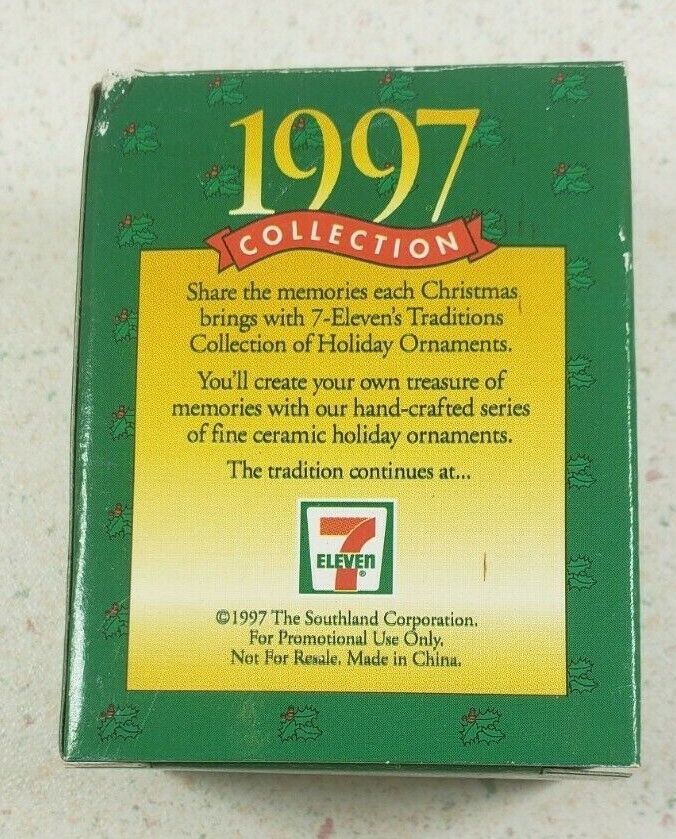 1997
COLLECTION
Share the memories each Christmas
brings with 7-Eleven's Traditions
Collection of Holiday Ornaments.
You'll create your own treasure of
memories with our hand-crafted series
of fine ceramic holiday ornaments.
The tradition continues at...
7
ELEVEn®
©1997 The Southland Corporation.
For Promotional Use Only.
Not For Resale. Made in China.